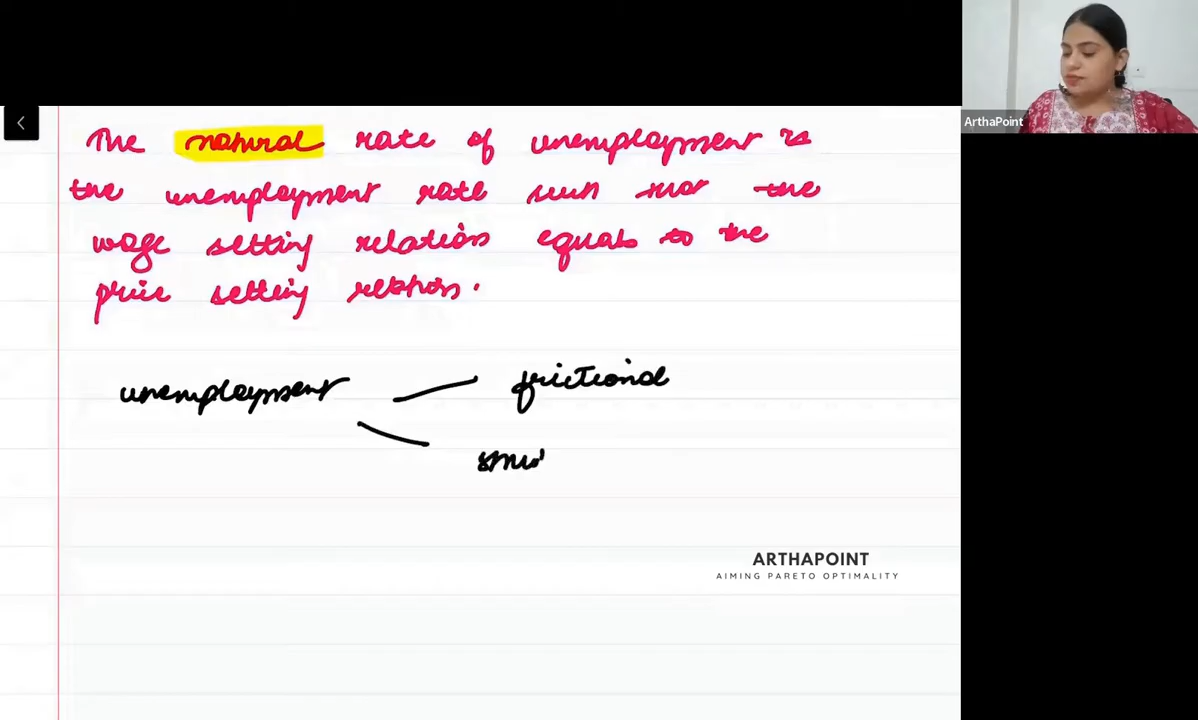 ArthaPoint
The natural rate of unemployment is
the unemployment rate such that the
wage setting relation equals to the
price setting relation.
unemployment
frictional
struc
ARTHAPOINT
AIMING PARETO OPTIMALITY